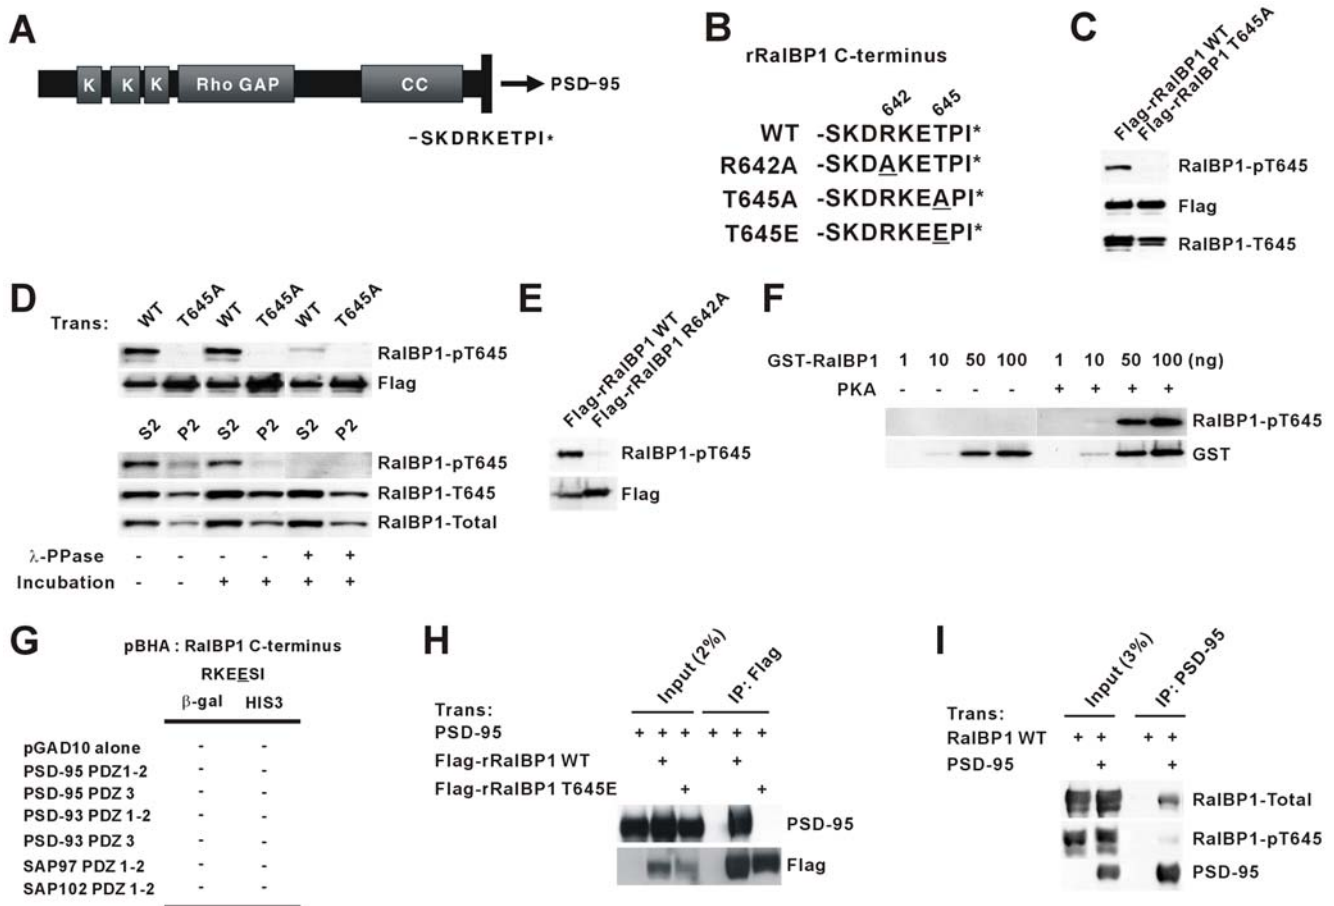 A
K K K Rho GAP CC PSD-95
-SKDRKETPI*
B
rRalBP1 C-terminus
642 645
WT -SKDRKETPI*
R642A -SKDAKETPI*
T645A -SKDRKEAPI*
T645E -SKDRKEEPI*
C
Flag-rRalBP1 WT
Flag-rRalBP1 T645A
RalBP1-pT645
Flag
RalBP1-T645
D
Trans: WT T645A WT T645A WT T645A
RalBP1-pT645
Flag
S2 P2 S2 P2 S2 P2
RalBP1-pT645
RalBP1-T645
RalBP1-Total
λ-PPase - - - - + +
Incubation - - + + + +
E
Flag-rRalBP1 WT
Flag-rRalBP1 R642A
RalBP1-pT645
Flag
F
GST-RalBP1 1 10 50 100 1 10 50 100 (ng)
PKA - - - - + + + +
RalBP1-pT645
GST
G
pBHA : RalBP1 C-terminus
RKEESI
β-gal HIS3
pGAD10 alone - -
PSD-95 PDZ1-2 - -
PSD-95 PDZ 3 - -
PSD-93 PDZ 1-2 - -
PSD-93 PDZ 3 - -
SAP97 PDZ 1-2 - -
SAP102 PDZ 1-2 - -
H
Input (2%) IP: Flag
Trans:
PSD-95 + + + + + +
Flag-rRalBP1 WT + +
Flag-rRalBP1 T645E + +
PSD-95
Flag
I
Input (3%) IP: PSD-95
Trans:
RalBP1 WT + + + +
PSD-95 + +
RalBP1-Total
RalBP1-pT645
PSD-95